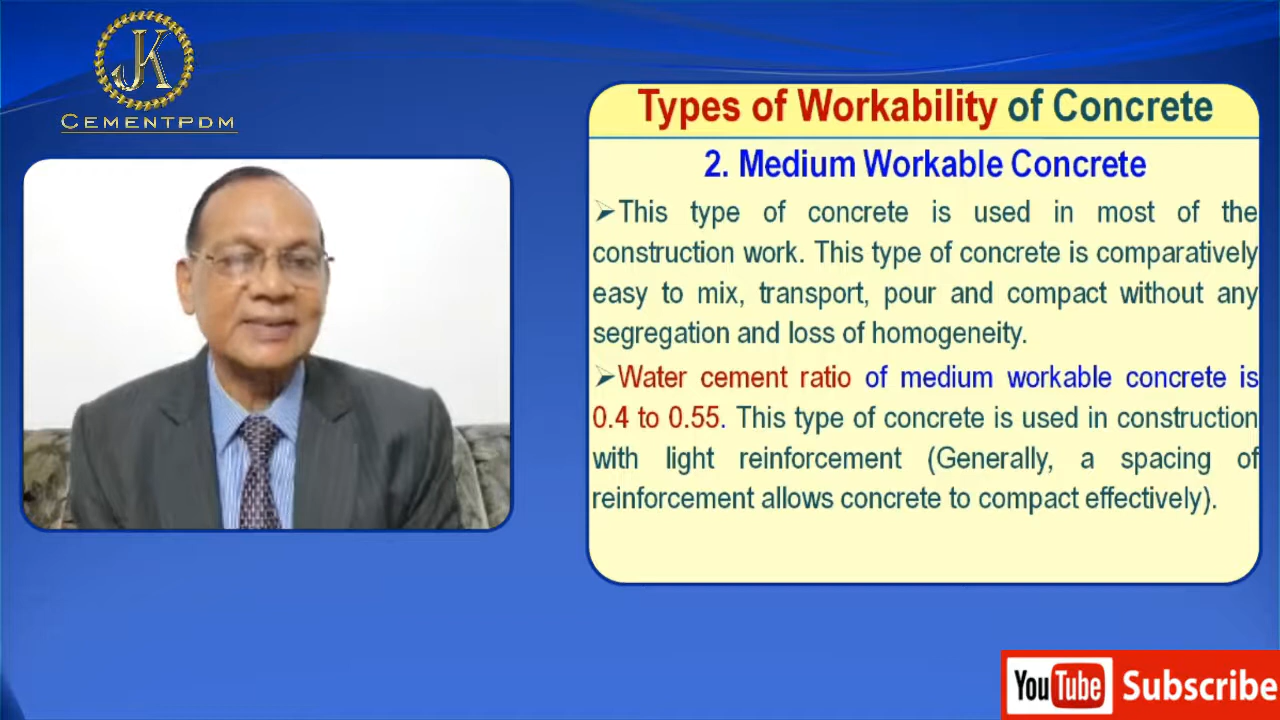 JK
CEMENTPDM
Types of Workability of Concrete
2. Medium Workable Concrete
➢This type of concrete is used in most of the
construction work. This type of concrete is comparatively
easy to mix, transport, pour and compact without any
segregation and loss of homogeneity.
➢Water cement ratio of medium workable concrete is
0.4 to 0.55. This type of concrete is used in construction
with light reinforcement (Generally, a spacing of
reinforcement allows concrete to compact effectively).
YouTube Subscribe